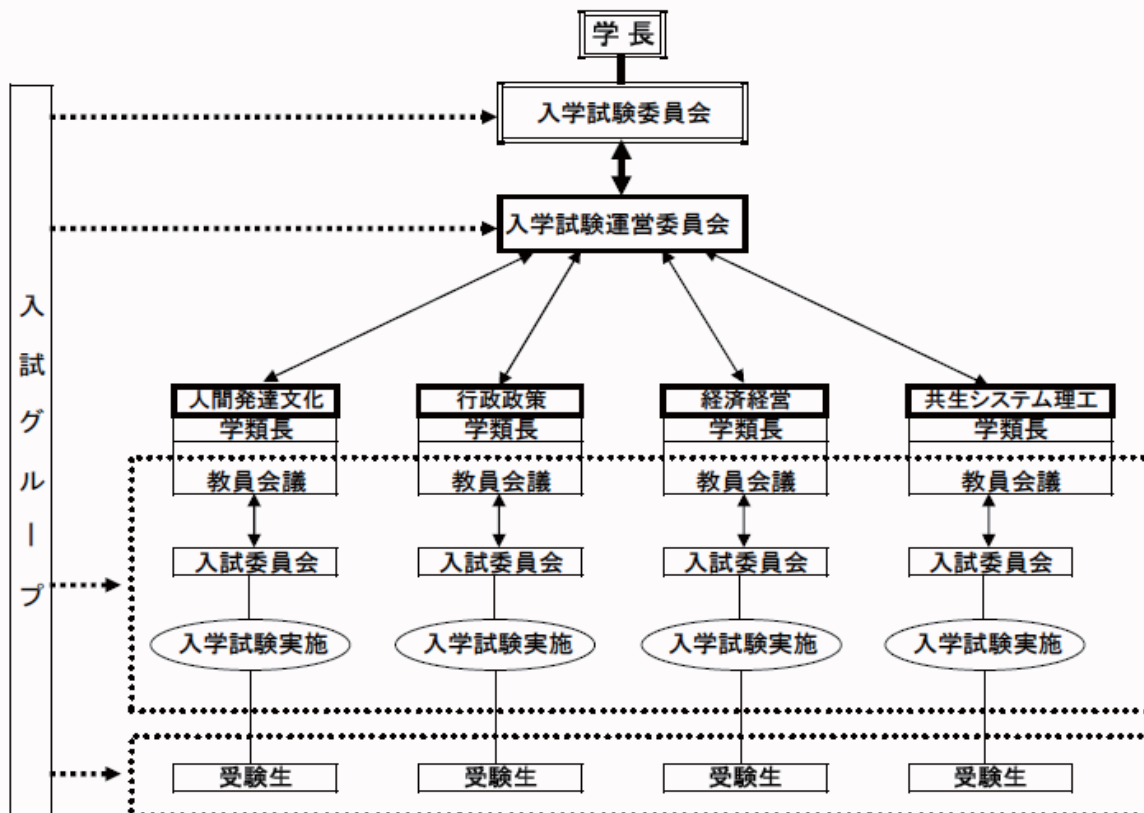 学長
入学試験委員会
入学試験運営委員会
入試グループ
人間発達文化
行政政策
経済経営
共生システム理工
学類長
学類長
学類長
学類長
教員会議
教員会議
教員会議
教員会議
入試委員会
入試委員会
入試委員会
入試委員会
入学試験実施
入学試験実施
入学試験実施
入学試験実施
受験生
受験生
受験生
受験生